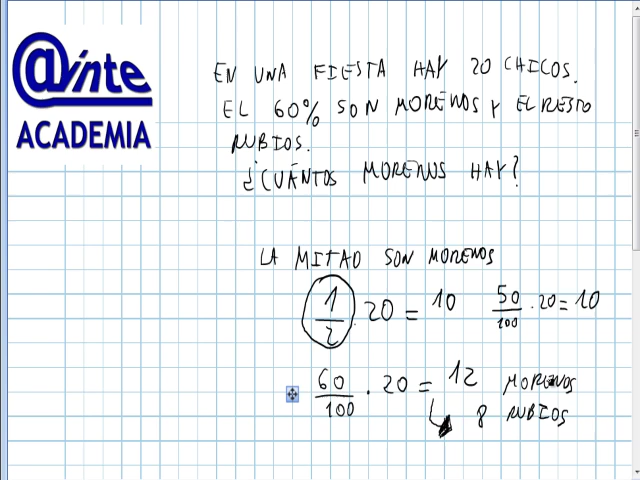 @inte
ACADEMIA
EN UNA FIESTA HAY 20 CHICOS.
EL 60% SON MORENOS Y EL RESTO
RUBIOS.
¿CUÁNTOS MORENOS HAY?
LA MITAD SON MORENOS
1/2 · 20 = 10 50/100 · 20 = 10
60/100 · 20 = 12 MORENOS
8 RUBIOS